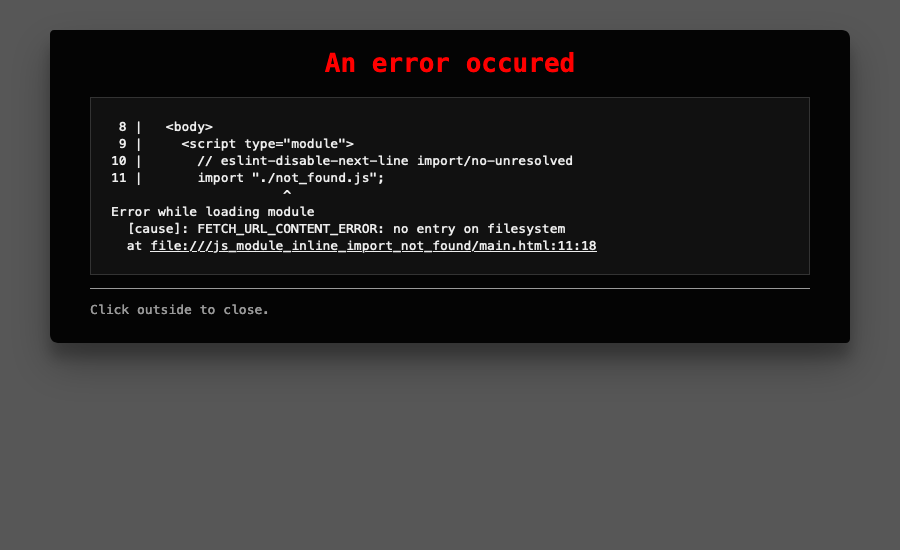 An error occured
 8 |   <body>
 9 |     <script type="module">
10 |       // eslint-disable-next-line import/no-unresolved
11 |       import "./not_found.js";
                      ^
Error while loading module
  [cause]: FETCH_URL_CONTENT_ERROR: no entry on filesystem
  at file:///js_module_inline_import_not_found/main.html:11:18
Click outside to close.